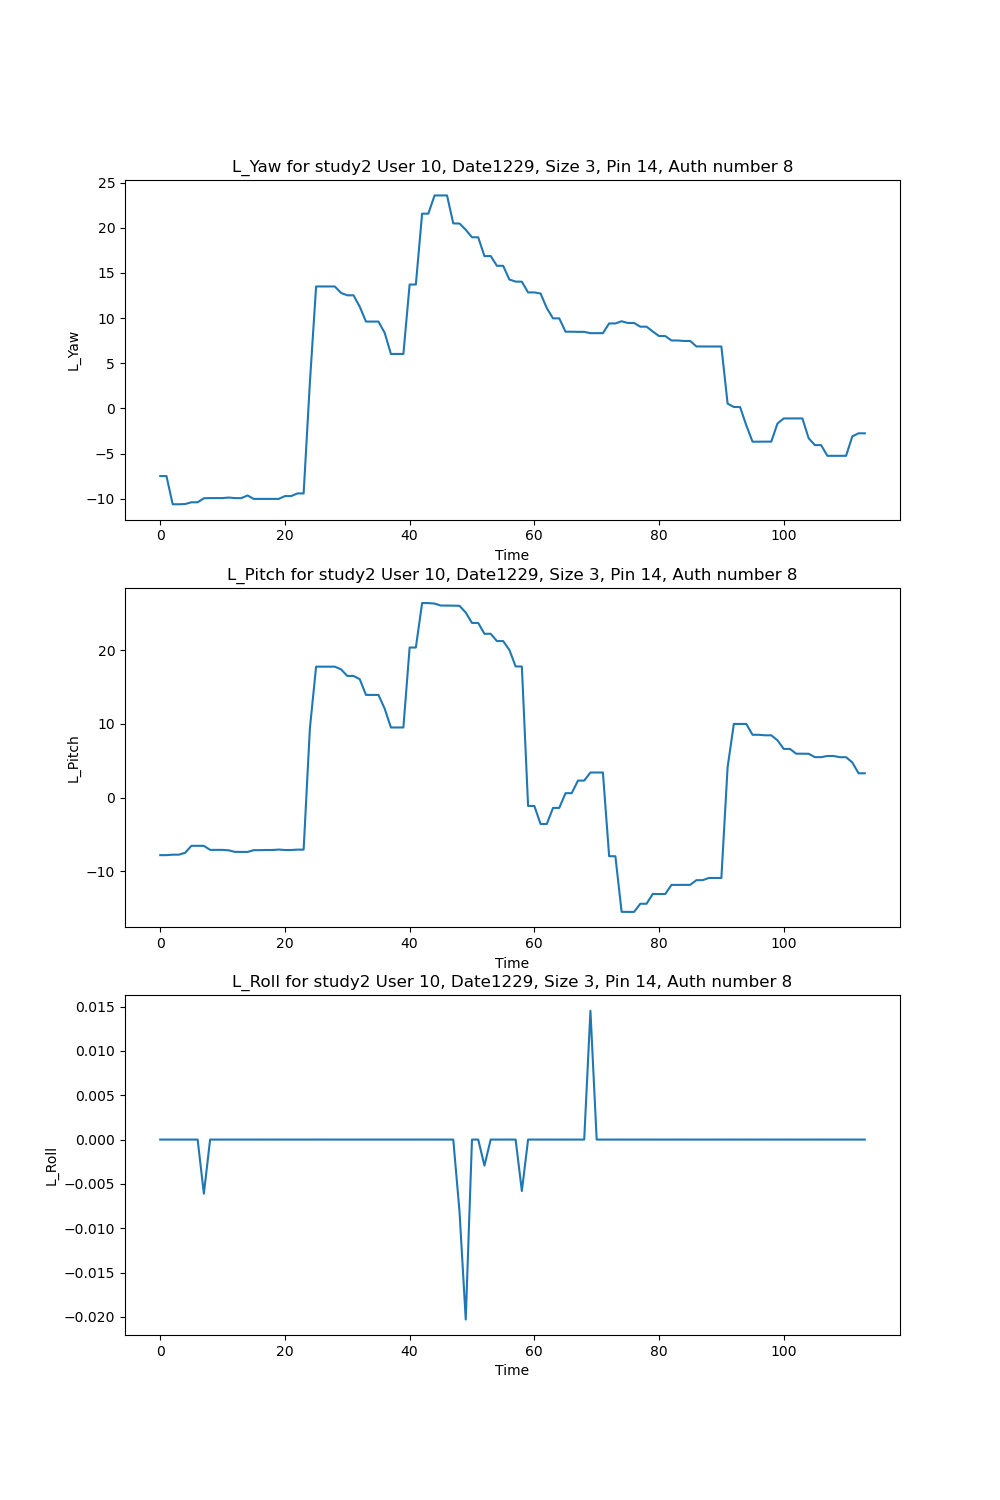 L_Yaw for study2 User 10, Date1229, Size 3, Pin 14, Auth number 8
25
20
15
10
5
0
−5
−10
L_Yaw
0 20 40 60 80 100
Time
L_Pitch for study2 User 10, Date1229, Size 3, Pin 14, Auth number 8
20
10
0
−10
L_Pitch
0 20 40 60 80 100
Time
L_Roll for study2 User 10, Date1229, Size 3, Pin 14, Auth number 8
0.015
0.010
0.005
0.000
−0.005
−0.010
−0.015
−0.020
L_Roll
0 20 40 60 80 100
Time